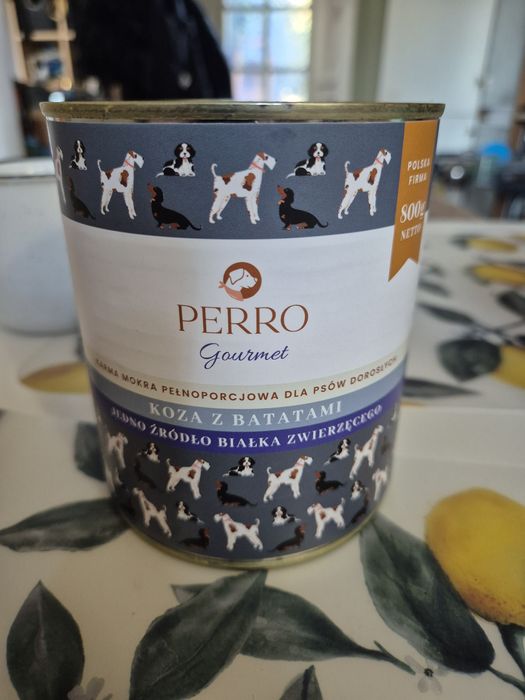 POLSKA
FIRMA
800g
NETTO
PERRO
Gourmet
KARMA MOKRA PEŁNOPORCJOWA DLA PSÓW DOROSŁYCH
KOZA Z BATATAMI
JEDNO ŹRÓDŁO BIAŁKA ZWIERZĘCEGO